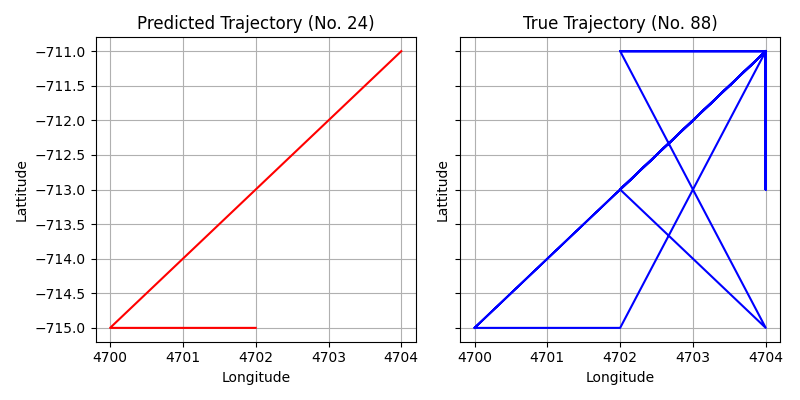 Predicted Trajectory (No. 24)
−711.0
−711.5
−712.0
−712.5
−713.0
−713.5
−714.0
−714.5
−715.0
Lattitude
4700 4701 4702 4703 4704
Longitude
True Trajectory (No. 88)
Lattitude
4700 4701 4702 4703 4704
Longitude